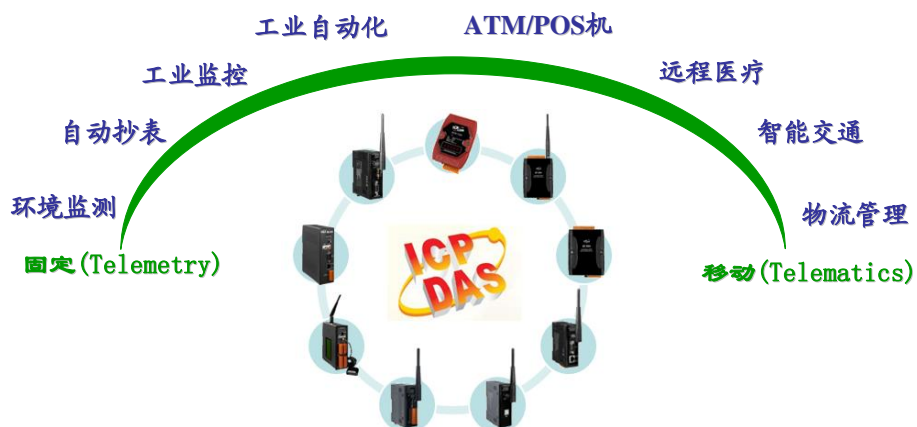 工业自动化
ATM/POS机
工业监控
远程医疗
自动抄表
智能交通
环境监测
物流管理
固定(Telemetry)
移动(Telematics)
ICP
DAS